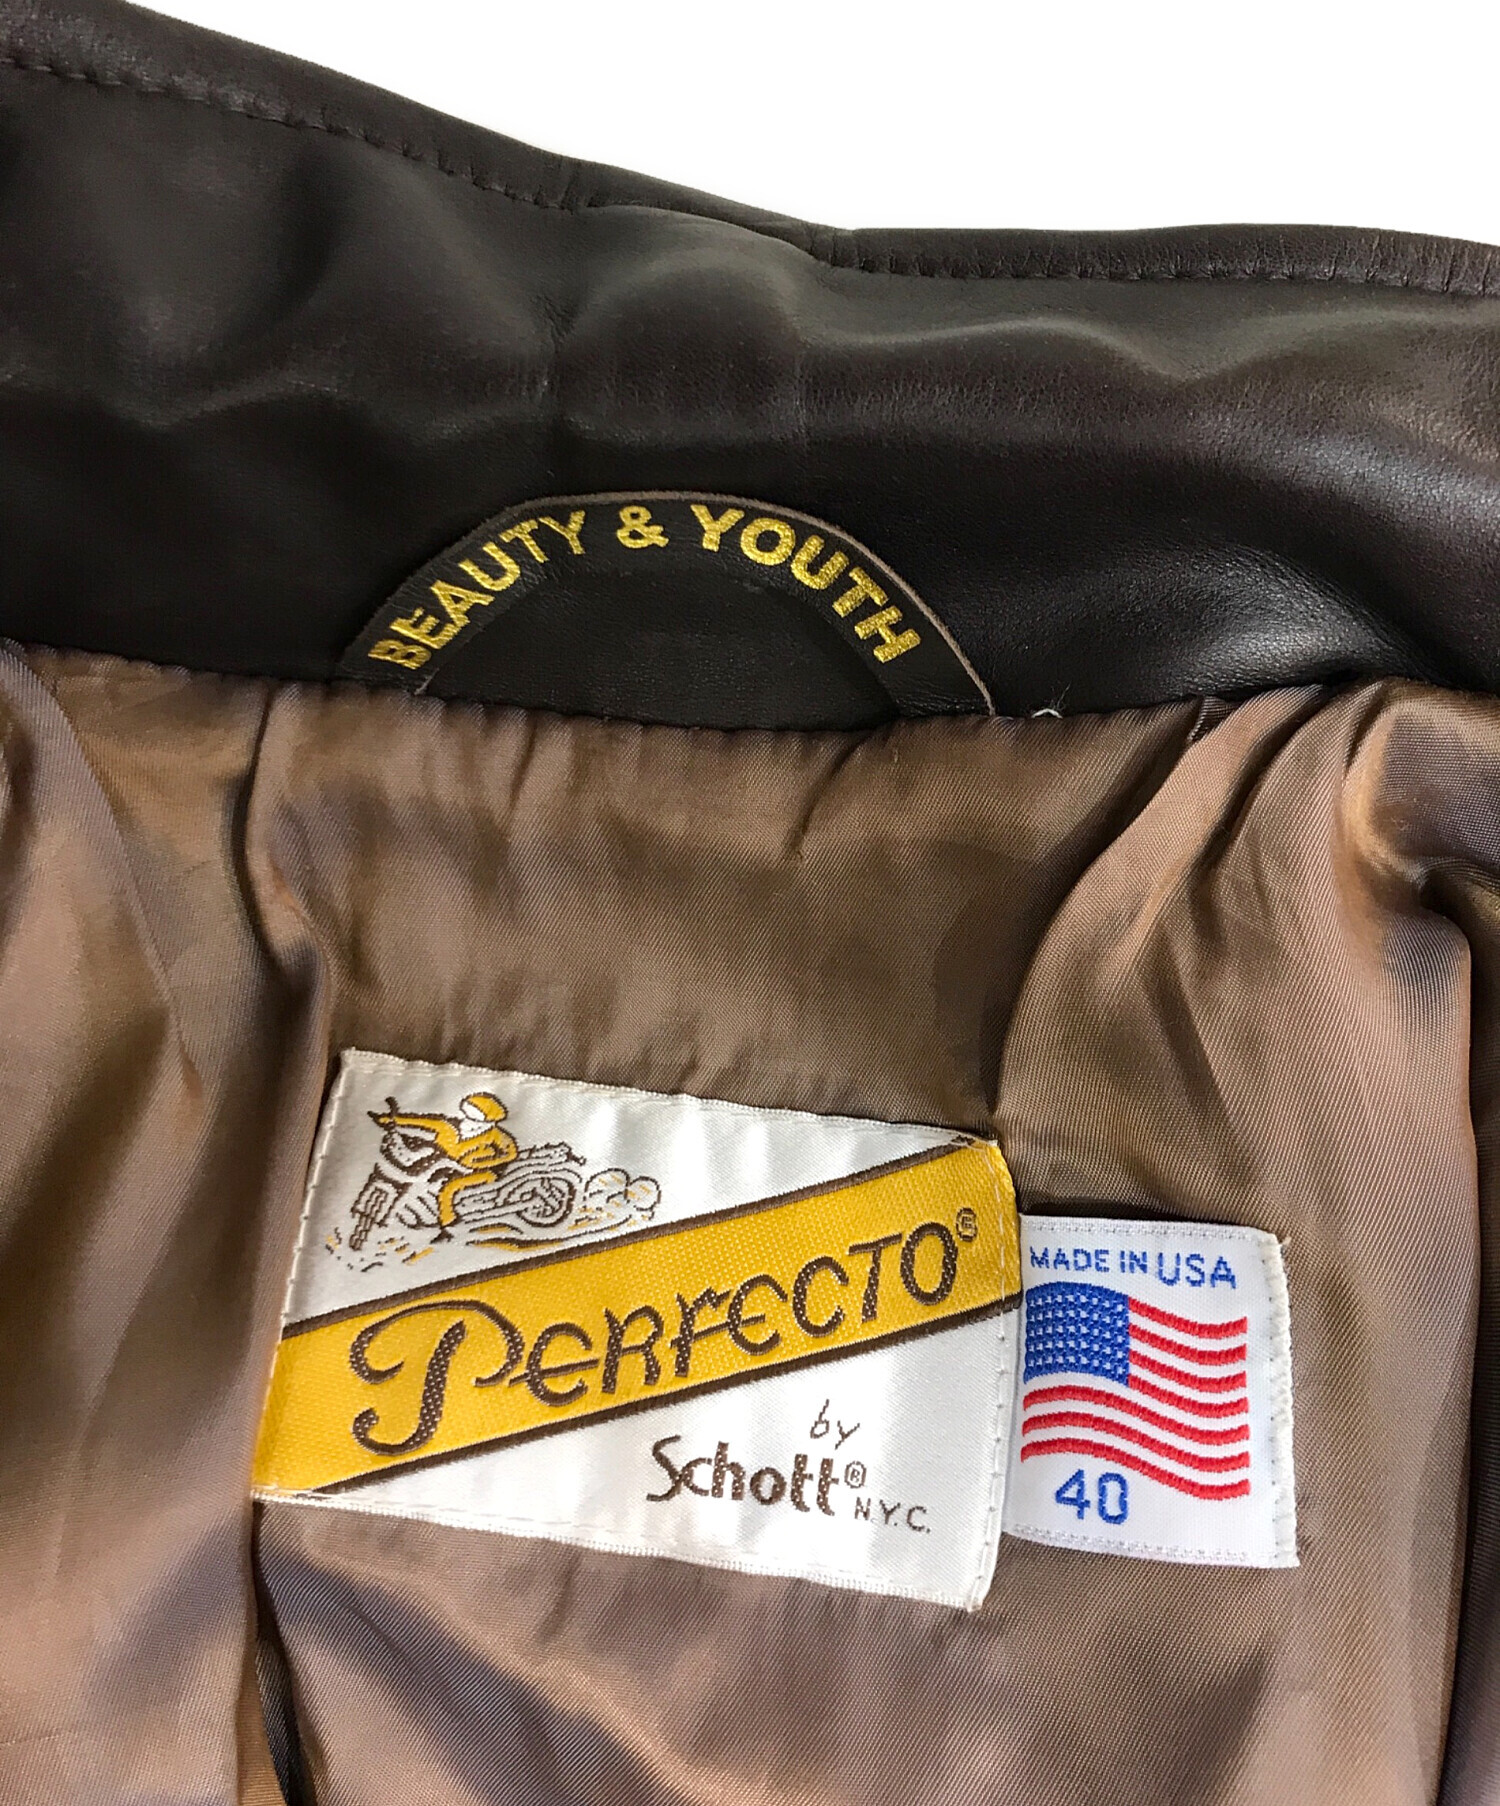 BEAUTY & YOUTH
PERFECTO®
by
Schott®
N.Y.C.
MADE IN USA
40